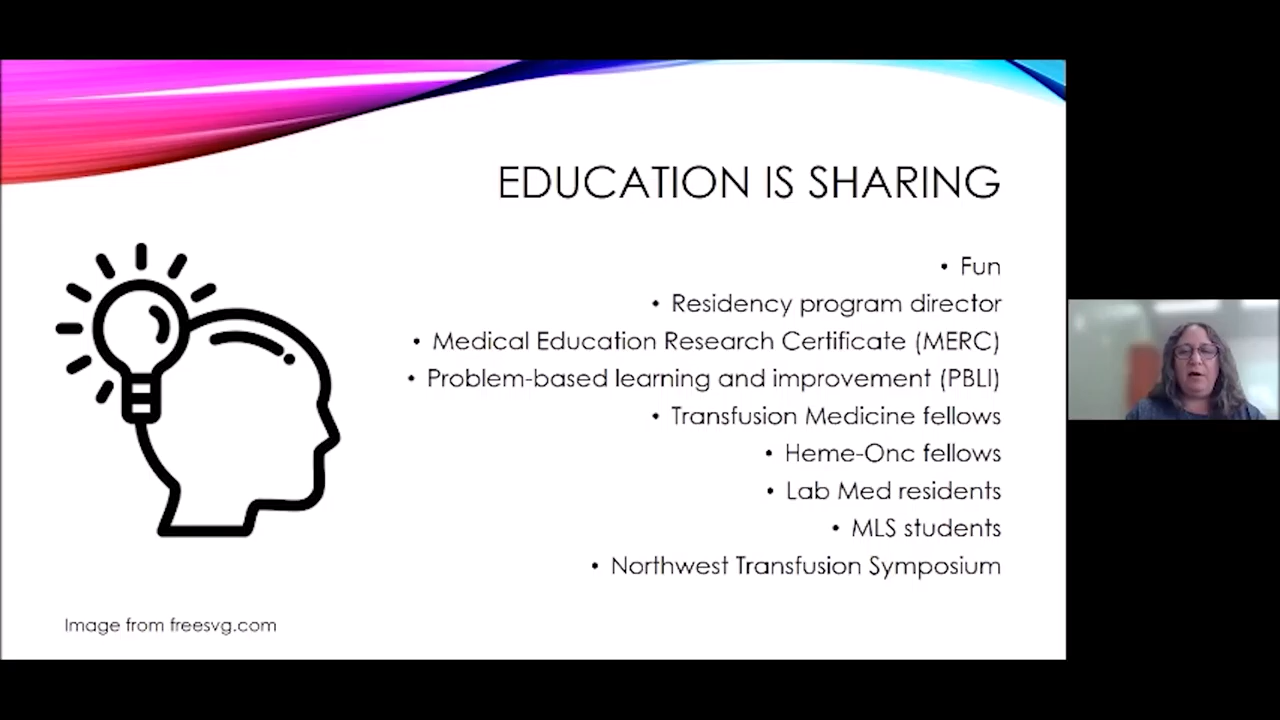 EDUCATION IS SHARING
• Fun
• Residency program director
• Medical Education Research Certificate (MERC)
• Problem-based learning and improvement (PBLI)
• Transfusion Medicine fellows
• Heme-Onc fellows
• Lab Med residents
• MLS students
• Northwest Transfusion Symposium
Image from freesvg.com